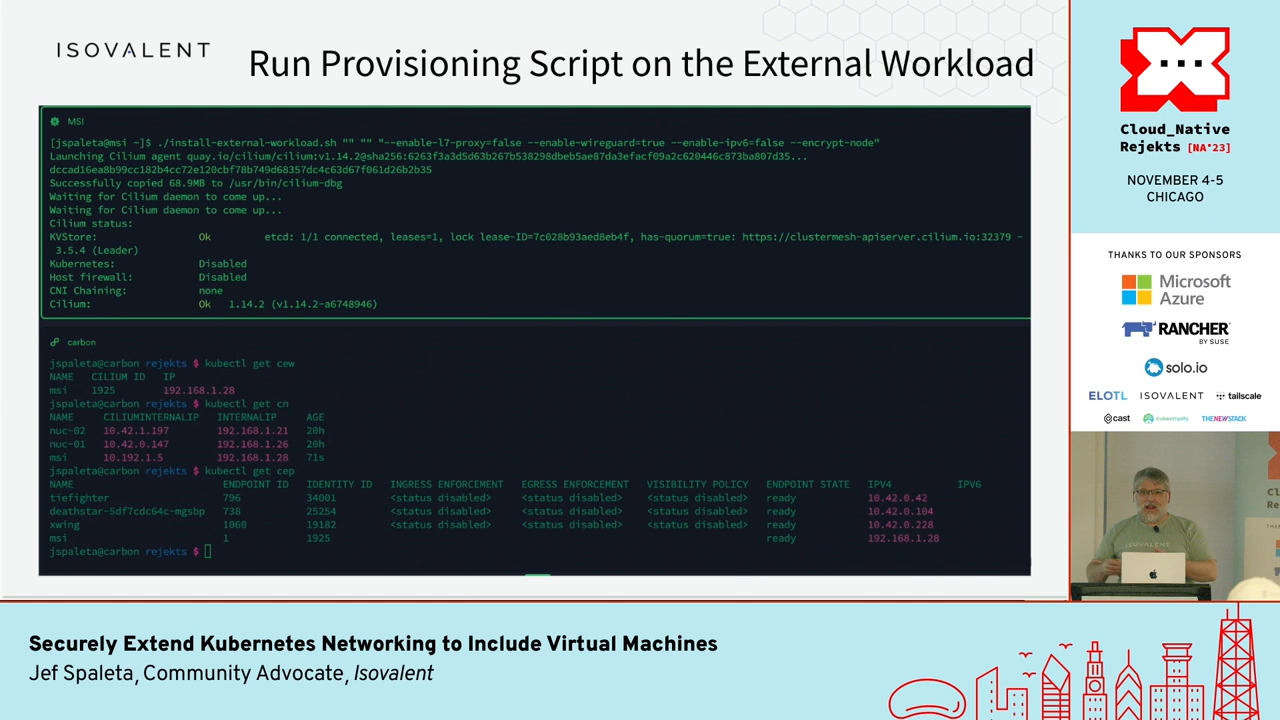 ISOVALENT
Run Provisioning Script on the External Workload
MSI
[jspaleta@msi ~]$ ./install-external-workload.sh "" "" "--enable-l7-proxy=false --enable-wireguard=true --enable-ipv6=false --encrypt-node"
Launching Cilium agent quay.io/cilium/cilium:v1.14.2@sha256:6263f3a3d5d63b267b538298dbeb5ae87da3efacf09a2c620446c873ba807d35...
dccad16ea8b99cc182b4cc72e120cbf78b749d68357dc4c63d67f061d26b2b35
Successfully copied 68.9MB to /usr/bin/cilium-dbg
Waiting for Cilium daemon to come up...
Waiting for Cilium daemon to come up...
Cilium status:
KVStore: Ok etcd: 1/1 connected, leases=1, lock lease-ID=7c028b93aed8eb4f, has-quorum=true: https://clustermesh-apiserver.cilium.io:32379 -
3.5.4 (Leader)
Kubernetes: Disabled
Host firewall: Disabled
CNI Chaining: none
Cilium: Ok 1.14.2 (v1.14.2-a6748946)
carbon
jspaleta@carbon rejekts $ kubectl get cew
NAME CILIUM ID IP
msi 1925 192.168.1.28
jspaleta@carbon rejekts $ kubectl get cn
NAME CILIUMINTERNALIP INTERNALIP AGE
nuc-02 10.42.1.197 192.168.1.21 20h
nuc-01 10.42.0.147 192.168.1.26 20h
msi 10.192.1.5 192.168.1.28 71s
jspaleta@carbon rejekts $ kubectl get cep
NAME ENDPOINT ID IDENTITY ID INGRESS ENFORCEMENT EGRESS ENFORCEMENT VISIBILITY POLICY ENDPOINT STATE IPV4 IPV6
tiefighter 796 34001 <status disabled> <status disabled> <status disabled> ready 10.42.0.42
deathstar-5df7cdc64c-mgsbp 738 25254 <status disabled> <status disabled> <status disabled> ready 10.42.0.104
xwing 1060 19182 <status disabled> <status disabled> <status disabled> ready 10.42.0.228
msi 1 1925 ready 192.168.1.28
jspaleta@carbon rejekts $
Cloud_Native
Rejekts [NA'23]
NOVEMBER 4-5
CHICAGO
THANKS TO OUR SPONSORS
Microsoft
Azure
RANCHER
BY SUSE
solo.io
ELOTL ISOVALENT tailscale
cast kubesimplify THENEWSTACK
ISOVALENT
Securely Extend Kubernetes Networking to Include Virtual Machines
Jef Spaleta, Community Advocate, Isovalent